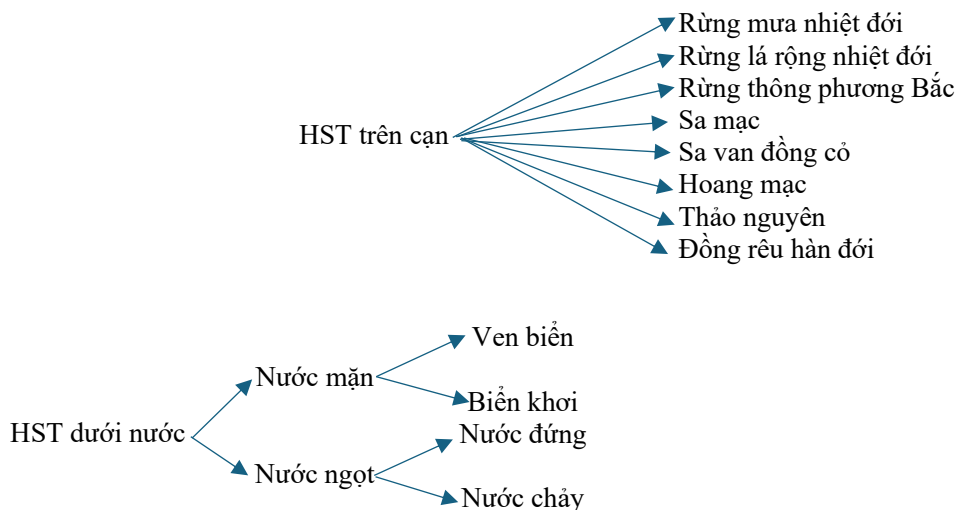 Rừng mưa nhiệt đới
Rừng lá rộng nhiệt đới
Rừng thông phương Bắc
HST trên cạn
Sa mạc
Sa van đồng cỏ
Hoang mạc
Thảo nguyên
Đồng rêu hàn đới
Ven biển
Nước mặn
Biển khơi
HST dưới nước
Nước đứng
Nước ngọt
Nước chảy